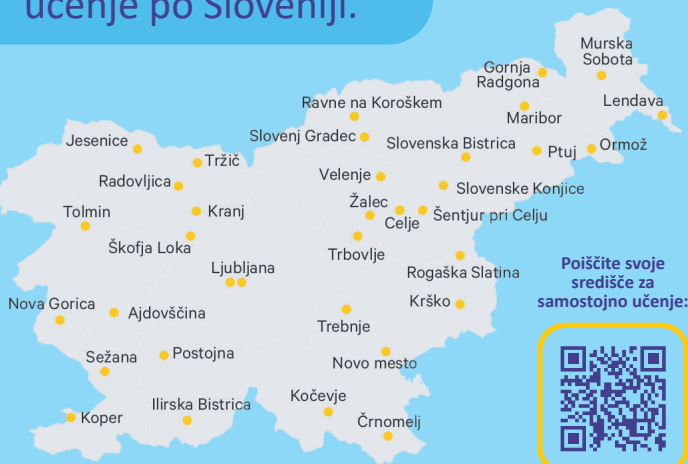 učenje po Sloveniji.
Murska
Sobota
Gornja
Radgona
Lendava
Ravne na Koroškem
Maribor
Slovenj Gradec
Slovenska Bistrica
Ormož
Ptuj
Jesenice
Tržič
Velenje
Radovljica
Slovenske Konjice
Žalec
Tolmin
Kranj
Celje
Šentjur pri Celju
Škofja Loka
Trbovlje
Ljubljana
Rogaška Slatina
Poiščite svoje
središče za
samostojno učenje:
Nova Gorica
Krško
Ajdovščina
Trebnje
Sežana
Postojna
Novo mesto
Kočevje
Ilirska Bistrica
Koper
Črnomelj